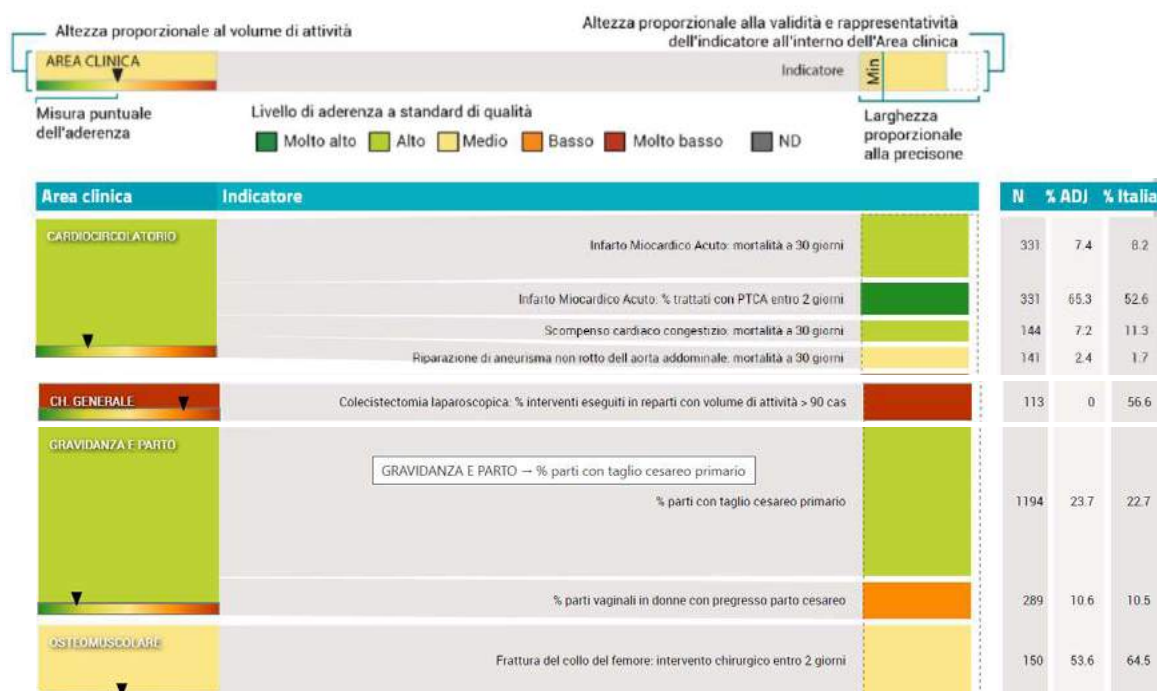 Altezza proporzionale al volume di attività
Altezza proporzionale alla validità e rappresentatività
dell'indicatore all'interno dell'Area clinica
AREA CLINICA
Indicatore
Min
Misura puntuale
dell'aderenza
Livello di aderenza a standard di qualità
Molto alto
Alto
Medio
Basso
Molto basso
ND
Larghezza
proporzionale
alla precisone
Area clinica Indicatore N % ADJ % Italia
CARDIOCIRCOLATORIO
Infarto Miocardico Acuto: mortalità a 30 giorni 331 7.4 8.2
Infarto Miocardico Acuto: % trattati con PTCA entro 2 giorni 331 65.3 52.6
Scompenso cardiaco congestizio: mortalità a 30 giorni 144 7.2 11.3
Riparazione di aneurisma non rotto dell aorta addominale: mortalità a 30 giorni 141 2.4 1.7
CH. GENERALE
Colecistectomia laparoscopica: % interventi eseguiti in reparti con volume di attività > 90 cas 113 0 56.6
GRAVIDANZA E PARTO
GRAVIDANZA E PARTO → % parti con taglio cesareo primario
% parti con taglio cesareo primario 1194 23.7 22.7
% parti vaginali in donne con pregresso parto cesareo 289 10.6 10.5
OSTEOMUSCOLARE
Frattura del collo del femore: intervento chirurgico entro 2 giorni 150 53.6 64.5